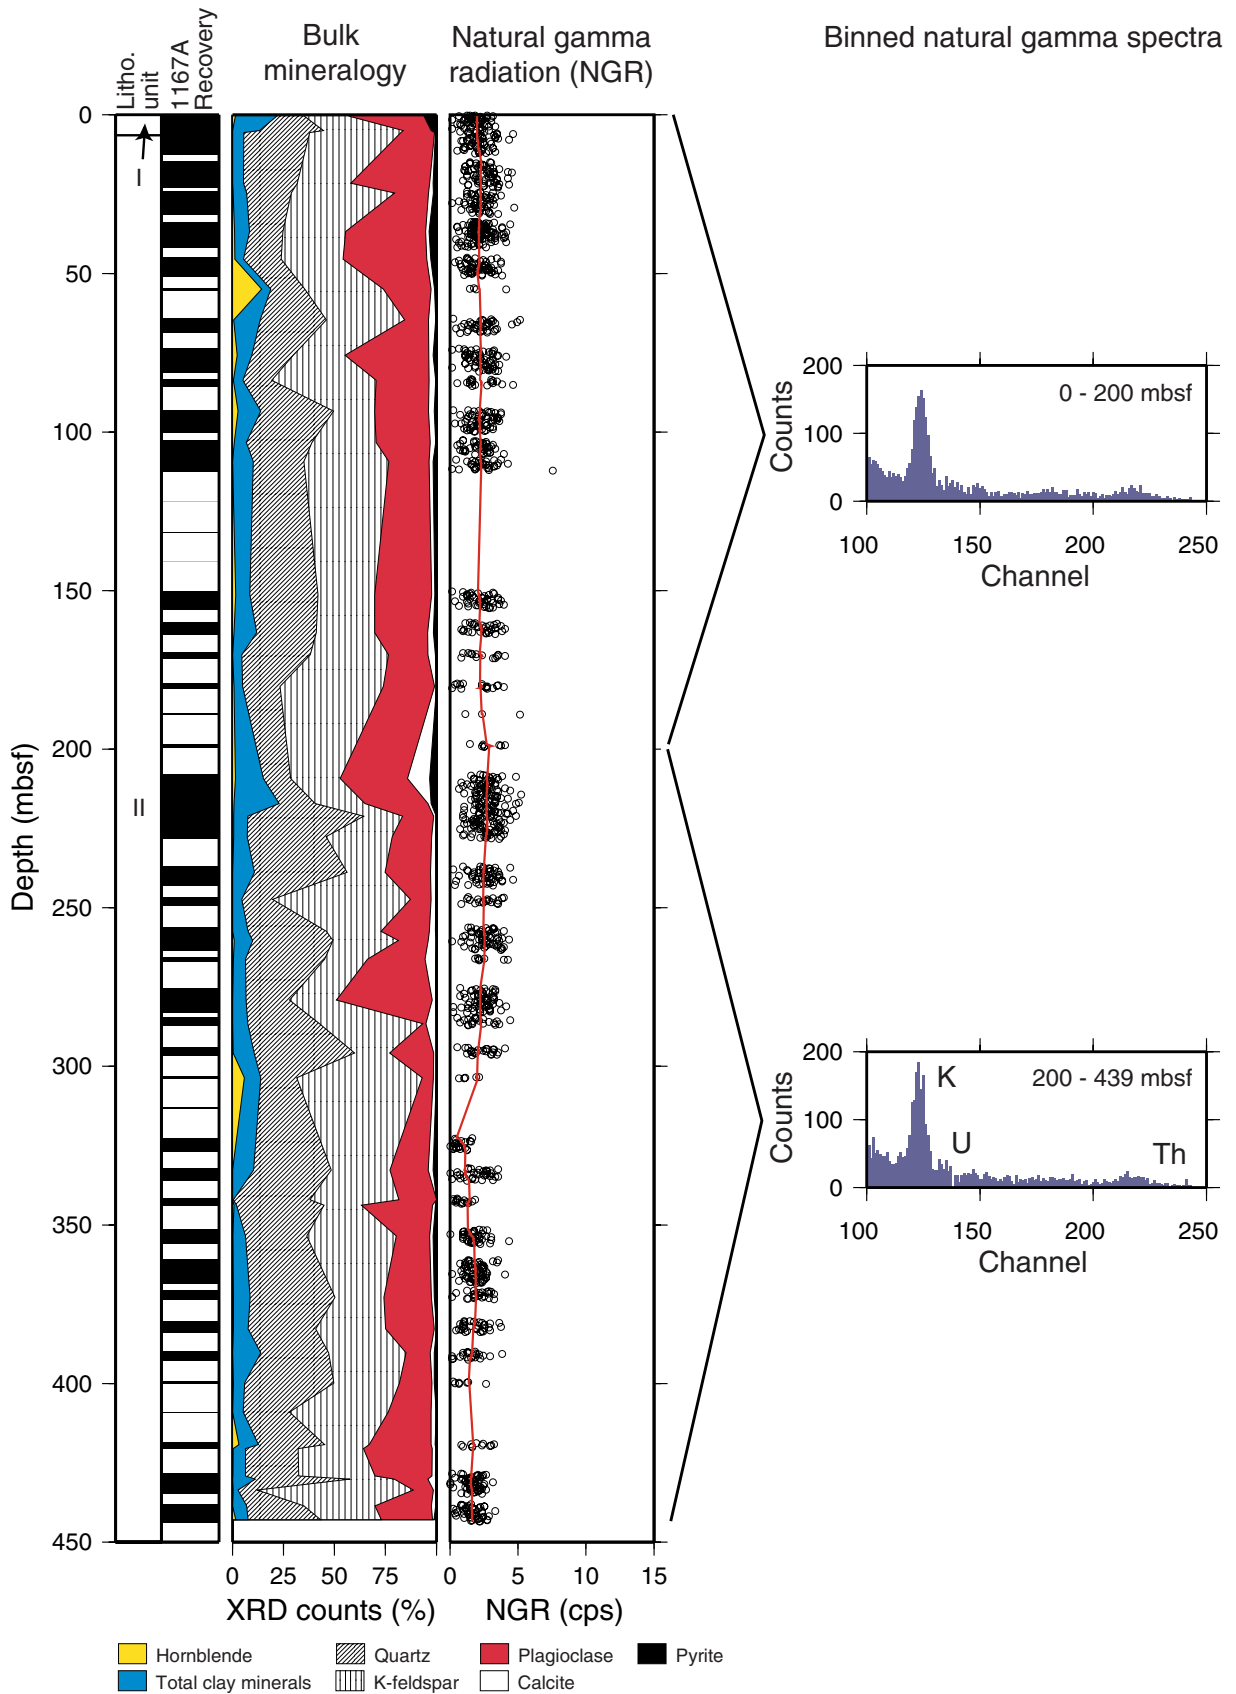 Litho.
unit
1167A
Recovery
Bulk
mineralogy
Natural gamma
radiation (NGR)
Binned natural gamma spectra
Depth (mbsf)
0
50
100
150
200
250
300
350
400
450
I
II
0 25 50 75
XRD counts (%)
0 5 10 15
NGR (cps)
Counts
200
100
0
0 - 200 mbsf
100 150 200 250
Channel
Counts
200
100
0
K
U
Th
200 - 439 mbsf
100 150 200 250
Channel
Hornblende
Quartz
Plagioclase
Pyrite
Total clay minerals
K-feldspar
Calcite